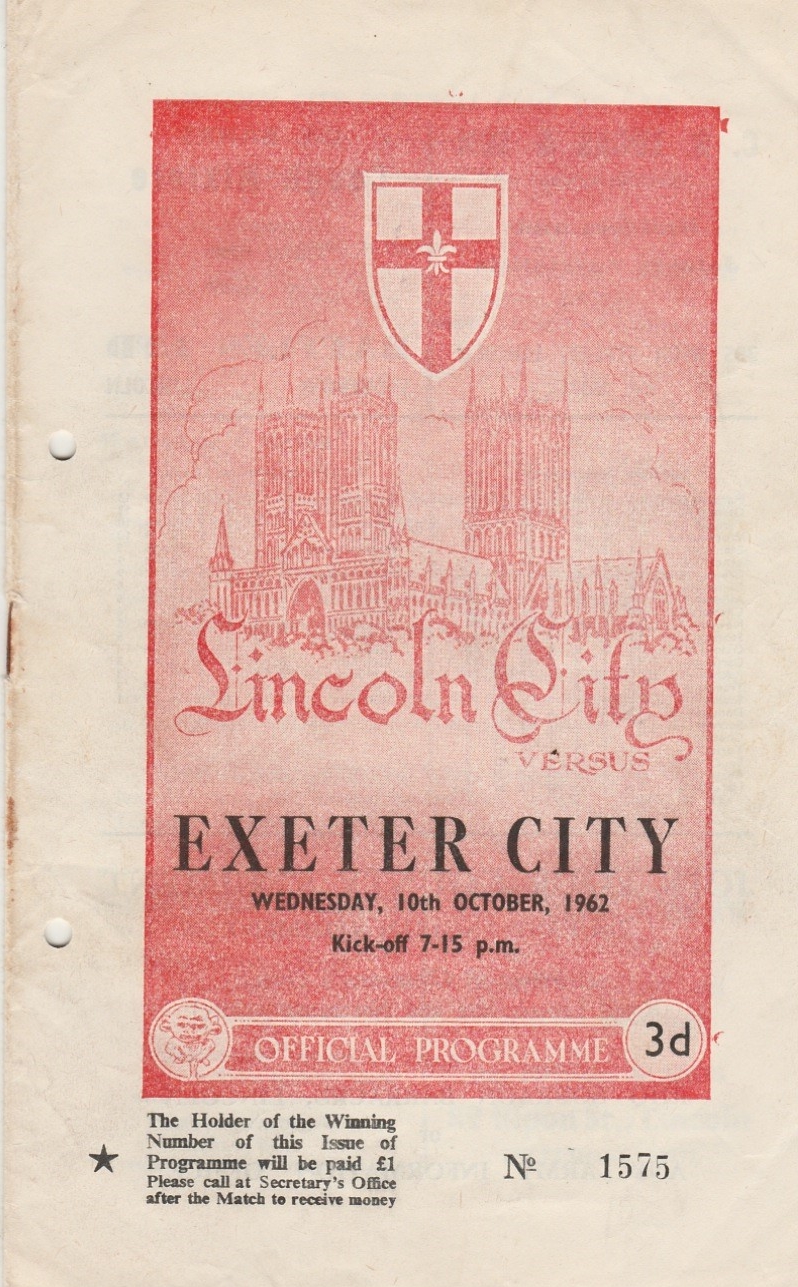 Lincoln City
VERSUS
EXETER CITY
WEDNESDAY, 10th OCTOBER, 1962
Kick-off 7-15 p.m.
OFFICIAL PROGRAMME 3d
The Holder of the Winning
Number of this Issue of
★ Programme will be paid £1
Please call at Secretary's Office
after the Match to receive money
Nº 1575